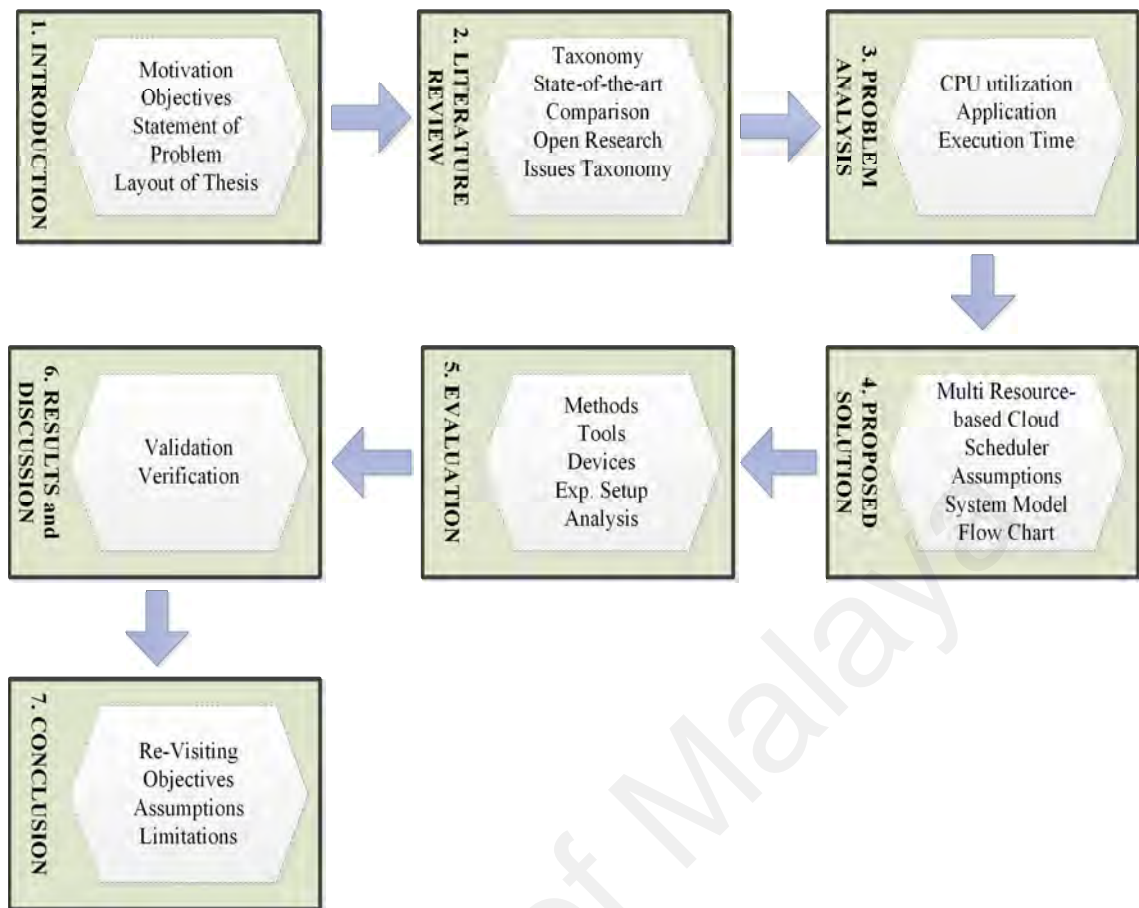 1. INTRODUCTION
Motivation
Objectives
Statement of
Problem
Layout of Thesis
2. LITERATURE
REVIEW
Taxonomy
State-of-the-art
Comparison
Open Research
Issues Taxonomy
3. PROBLEM
ANALYSIS
CPU utilization
Application
Execution Time
4. PROPOSED
SOLUTION
Multi Resource-
based Cloud
Scheduler
Assumptions
System Model
Flow Chart
5. EVALUATION
Methods
Tools
Devices
Exp. Setup
Analysis
6. RESULTS and
DISCUSSION
Validation
Verification
7. CONCLUSION
Re-Visiting
Objectives
Assumptions
Limitations
of Malaya